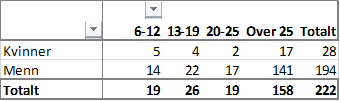 6-12 13-19 20-25 Over 25 Totalt
Kvinner 5 4 2 17 28
Menn 14 22 17 141 194
Totalt 19 26 19 158 222